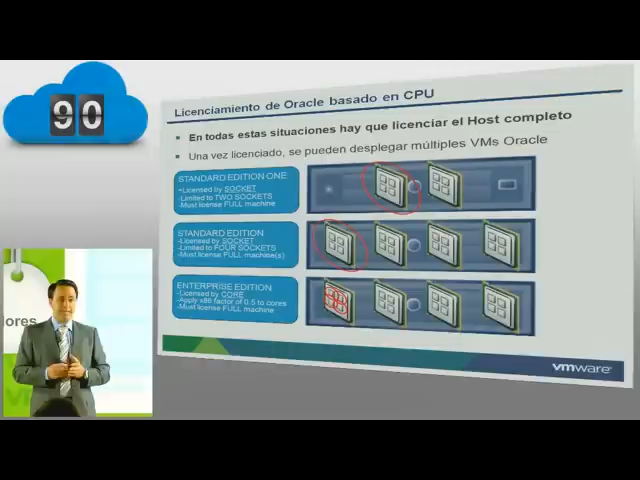 90
Licenciamiento de Oracle basado en CPU
En todas estas situaciones hay que licenciar el Host completo
Una vez licenciado, se pueden desplegar múltiples VMs Oracle
STANDARD EDITION ONE
-Licensed by SOCKET
-Limited to TWO SOCKETS
-Must license FULL machine
STANDARD EDITION
-Licensed by SOCKET
-Limited to FOUR SOCKETS
-Must license FULL machine(s)
ENTERPRISE EDITION
-Licensed by CORE
-Apply x86 factor of 0.5 to cores
-Must license FULL machine
ores
vmware